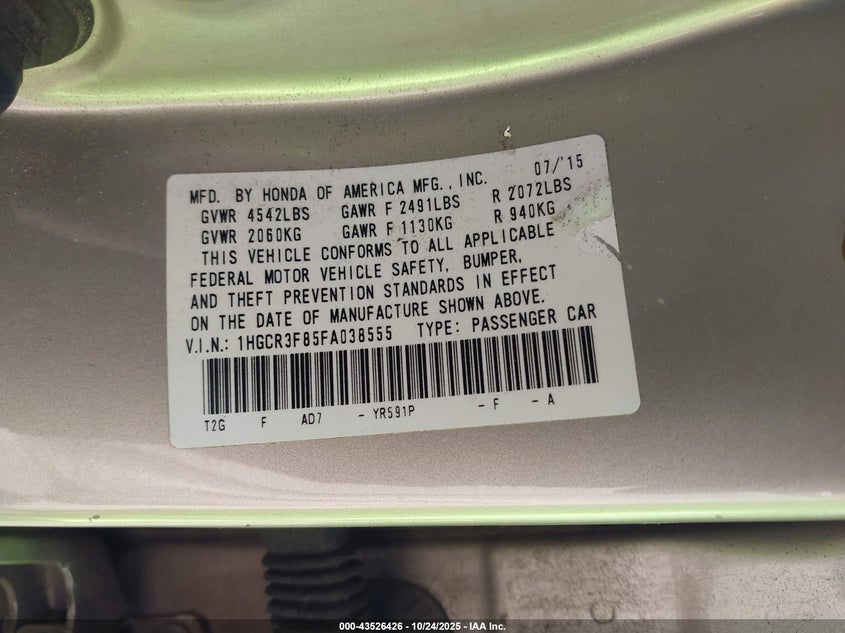 MFD. BY HONDA OF AMERICA MFG., INC. 07/'15
GVWR 4542LBS GAWR F 2491LBS R 2072LBS
GVWR 2060KG GAWR F 1130KG R 940KG
THIS VEHICLE CONFORMS TO ALL APPLICABLE
FEDERAL MOTOR VEHICLE SAFETY, BUMPER,
AND THEFT PREVENTION STANDARDS IN EFFECT
ON THE DATE OF MANUFACTURE SHOWN ABOVE.
V.I.N.: 1HGCR3F85FA038555 TYPE: PASSENGER CAR
T2G F AD7 - YR591P - F - A
000-43526426 - 10/24/2025 - IAA Inc.